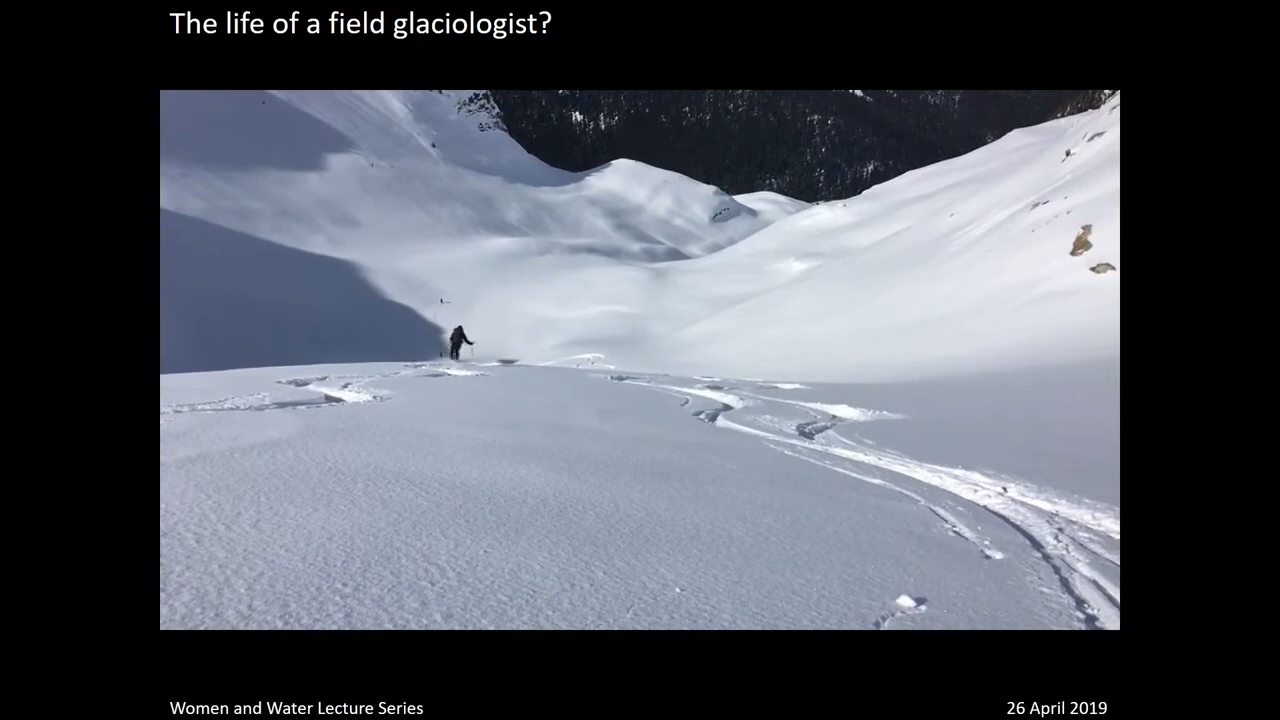 The life of a field glaciologist?
Women and Water Lecture Series
26 April 2019